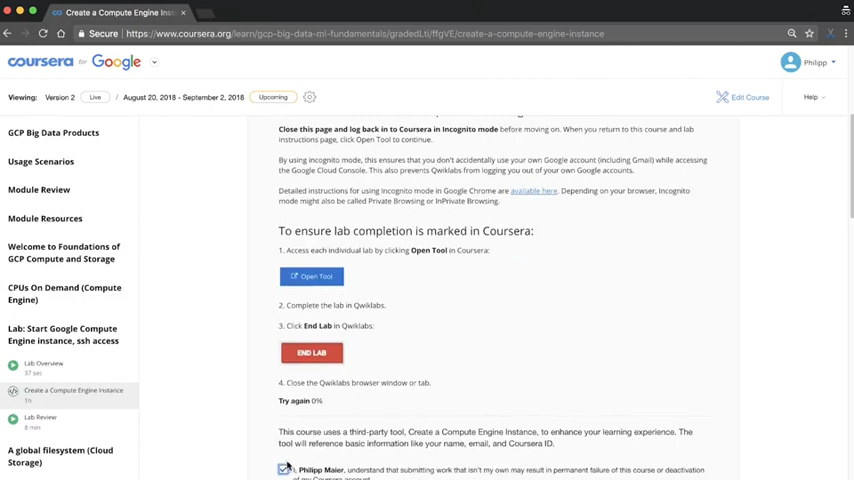 Create a Compute Engine Ins
Secure https://www.coursera.org/learn/gcp-big-data-ml-fundamentals/gradedLti/ffgVE/create-a-compute-engine-instance
coursera for Google
Philipp
Viewing: Version 2 Live / August 20, 2018 - September 2, 2018 Upcoming
Edit Course
Help
GCP Big Data Products
Usage Scenarios
Module Review
Module Resources
Welcome to Foundations of
GCP Compute and Storage
CPUs On Demand (Compute
Engine)
Lab: Start Google Compute
Engine instance, ssh access
Lab Overview
37 sec
Create a Compute Engine Instance
1h
Lab Review
8 min
A global filesystem (Cloud
Storage)
Close this page and log back in to Coursera in Incognito mode before moving on. When you return to this course and lab
instructions page, click Open Tool to continue.
By using incognito mode, this ensures that you don't accidentally use your own Google account (including Gmail) while accessing
the Google Cloud Console. This also prevents Qwiklabs from logging you out of your own Google accounts.
Detailed instructions for using Incognito mode in Google Chrome are available here. Depending on your browser, Incognito
mode might also be called Private Browsing or InPrivate Browsing.
To ensure lab completion is marked in Coursera:
1. Access each individual lab by clicking Open Tool in Coursera:
Open Tool
2. Complete the lab in Qwiklabs.
3. Click End Lab in Qwiklabs:
END LAB
4. Close the Qwiklabs browser window or tab.
Try again 0%
This course uses a third-party tool, Create a Compute Engine Instance, to enhance your learning experience. The
tool will reference basic information like your name, email, and Coursera ID.
I, Philipp Maier, understand that submitting work that isn't my own may result in permanent failure of this course or deactivation
of my Coursera account.